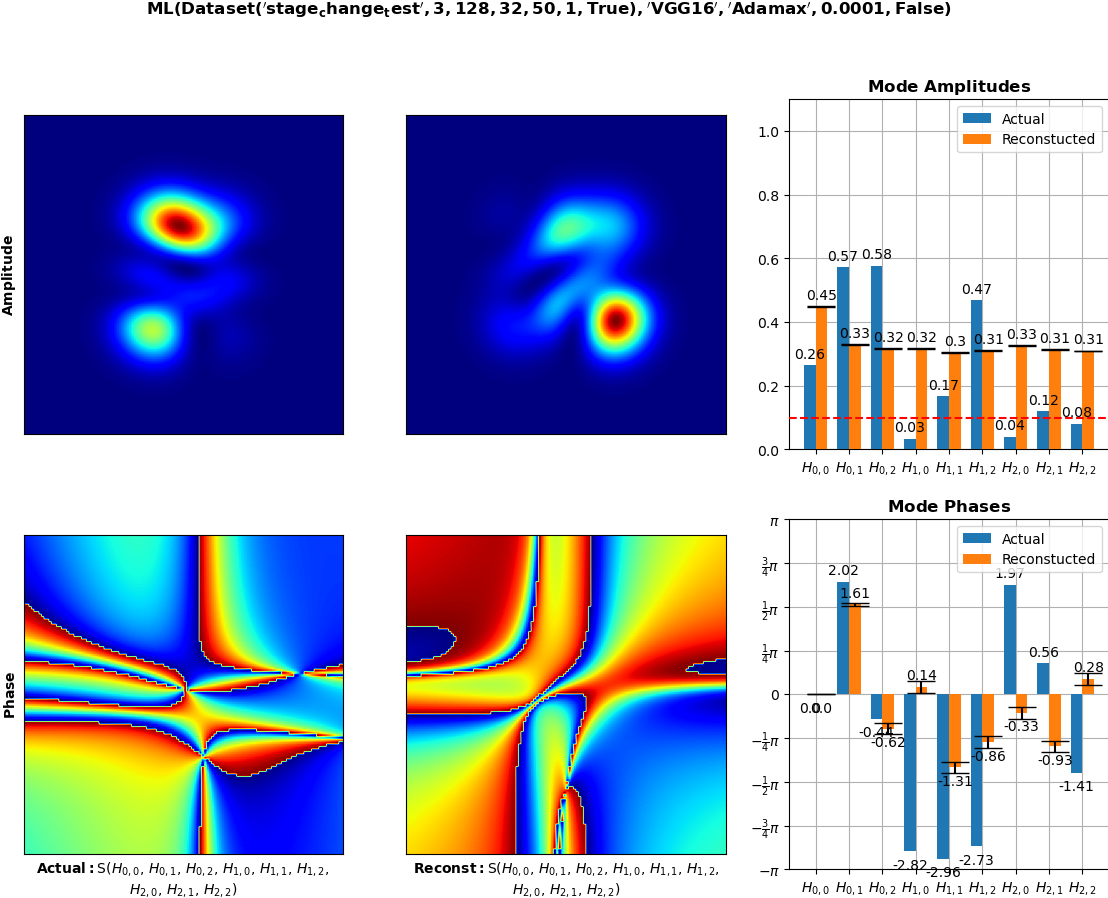 ML(Dataset('stage_change_test', 3, 128, 32, 50, 1, True), 'VGG16', 'Adamax', 0.0001, False)
Amplitude
Mode Amplitudes
Actual
Reconstucted
1.0
0.8
0.6
0.4
0.2
0.0
0.26 0.57 0.58 0.03 0.17 0.47 0.04 0.12 0.08
0.45 0.33 0.32 0.32 0.3 0.31 0.33 0.31 0.31
H0,0 H0,1 H0,2 H1,0 H1,1 H1,2 H2,0 H2,1 H2,2
Phase
Mode Phases
Actual
Reconstucted
π
3/4π
1/2π
1/4π
0
−1/4π
−1/2π
−3/4π
−π
0.0 2.02 -0.44 -2.82 -2.96 -2.73 1.97 0.56 -1.41
0.0 1.61 -0.62 0.14 -1.31 -0.86 -0.33 -0.93 0.28
H0,0 H0,1 H0,2 H1,0 H1,1 H1,2 H2,0 H2,1 H2,2
Actual: S(H0,0, H0,1, H0,2, H1,0, H1,1, H1,2,
H2,0, H2,1, H2,2)
Reconst: S(H0,0, H0,1, H0,2, H1,0, H1,1, H1,2,
H2,0, H2,1, H2,2)